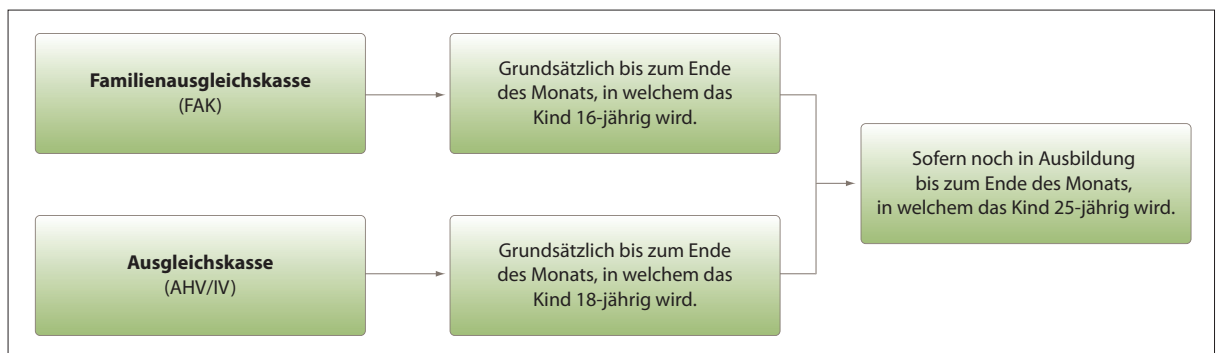 Familienausgleichskasse
(FAK)
Grundsätzlich bis zum Ende
des Monats, in welchem das
Kind 16-jährig wird.
Ausgleichskasse
(AHV/IV)
Grundsätzlich bis zum Ende
des Monats, in welchem das
Kind 18-jährig wird.
Sofern noch in Ausbildung
bis zum Ende des Monats,
in welchem das Kind 25-jährig wird.